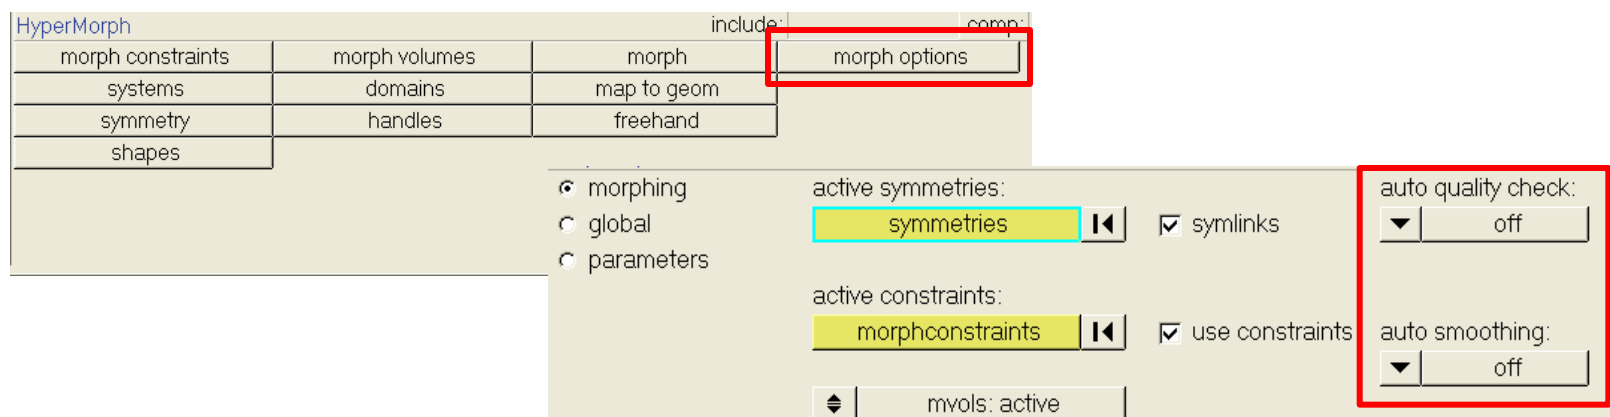 HyperMorph include: comp:
morph constraints morph volumes morph morph options
systems domains map to geom
symmetry handles freehand
shapes
morphing active symmetries: auto quality check:
global symmetries symlinks off
parameters
active constraints:
morphconstraints use constraints auto smoothing:
off
mvols: active